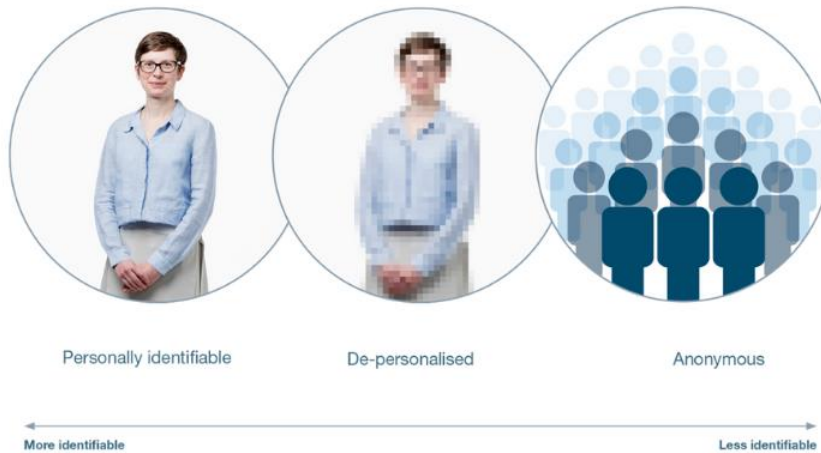 Personally identifiable
De-personalised
Anonymous
More identifiable
Less identifiable